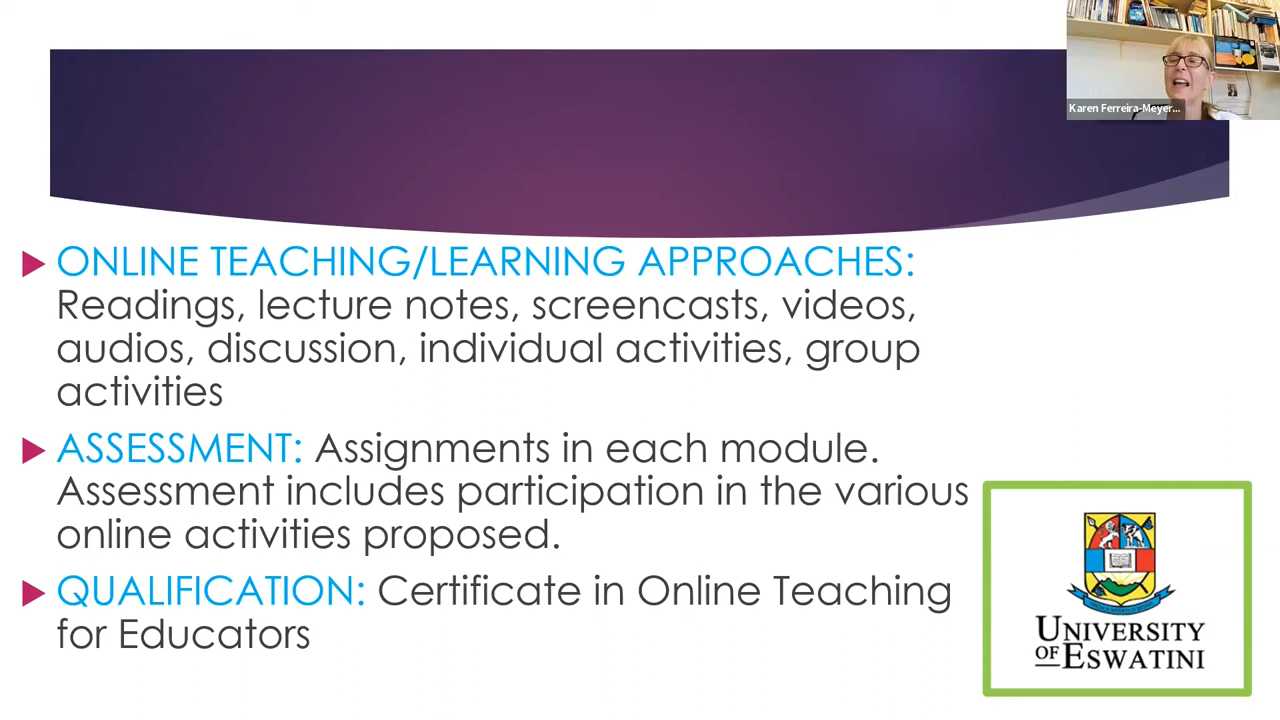 Karen Ferreira-Meyer...
ONLINE TEACHING/LEARNING APPROACHES:
Readings, lecture notes, screencasts, videos,
audios, discussion, individual activities, group
activities
ASSESSMENT: Assignments in each module.
Assessment includes participation in the various
online activities proposed.
QUALIFICATION: Certificate in Online Teaching
for Educators
UNIVERSITY
OF ESWATINI